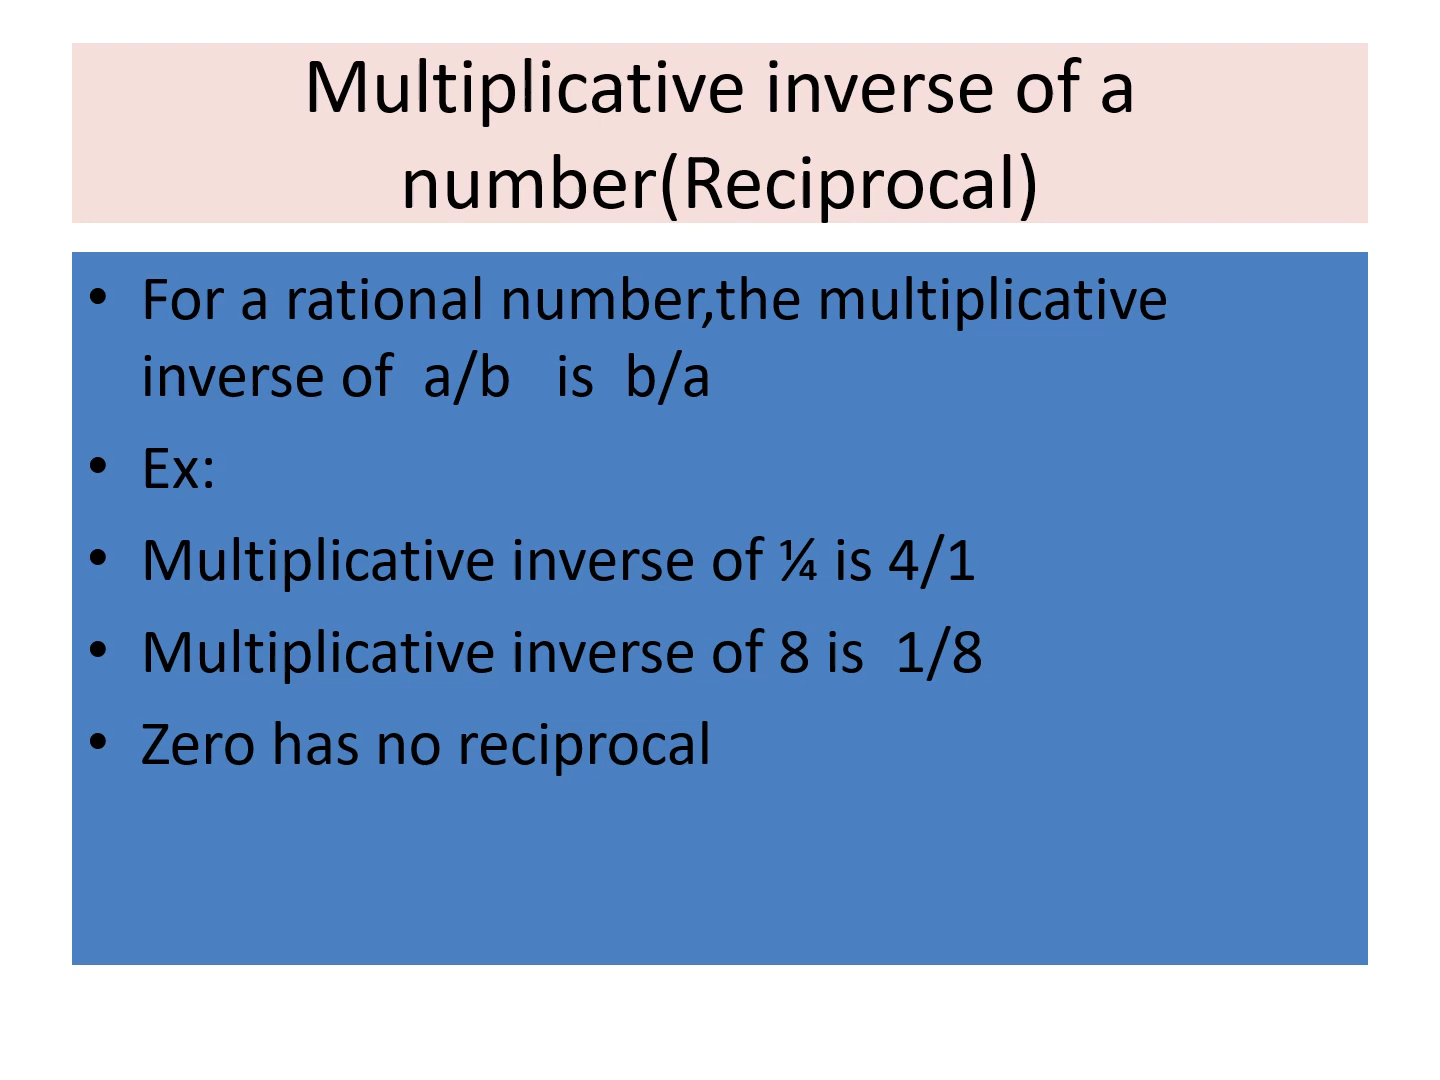 Multiplicative inverse of a
number(Reciprocal)
• For a rational number,the multiplicative
inverse of  a/b   is  b/a
• Ex:
• Multiplicative inverse of ¼ is 4/1
• Multiplicative inverse of 8 is  1/8
• Zero has no reciprocal